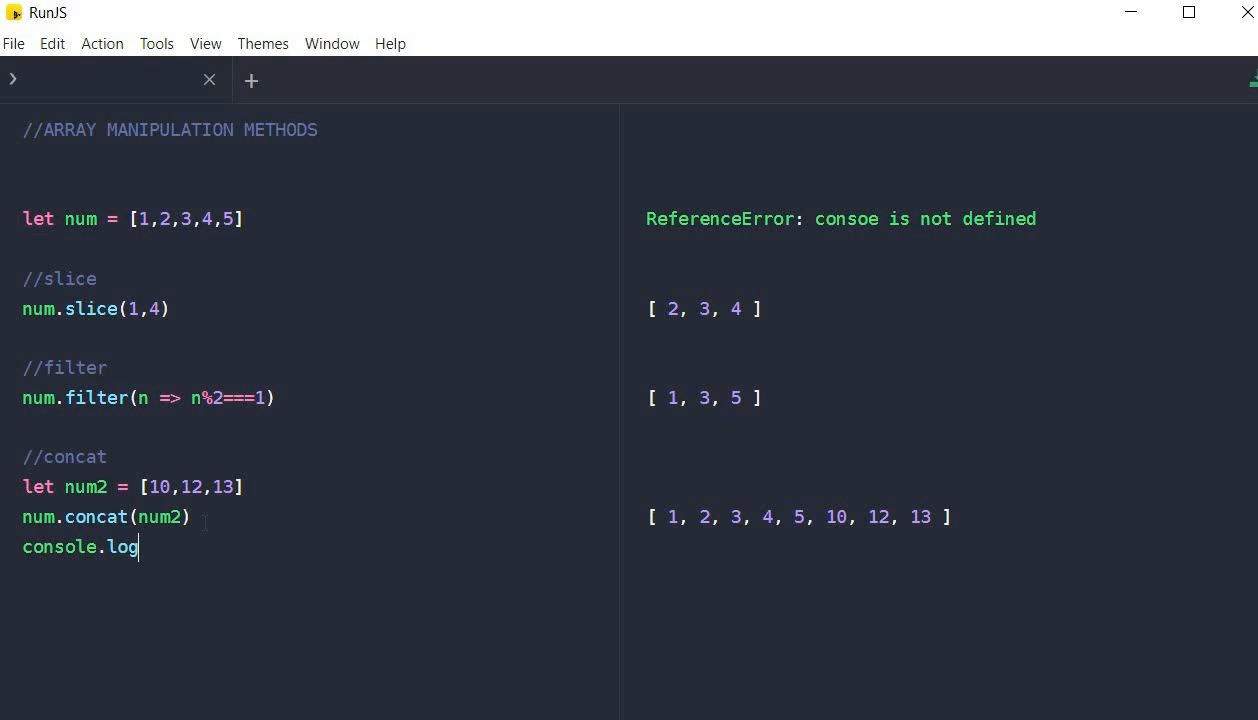 RunJS
File Edit Action Tools View Themes Window Help
//ARRAY MANIPULATION METHODS
let num = [1,2,3,4,5]
ReferenceError: consoe is not defined
//slice
num.slice(1,4)
[ 2, 3, 4 ]
//filter
num.filter(n => n%2===1)
[ 1, 3, 5 ]
//concat
let num2 = [10,12,13]
num.concat(num2)
[ 1, 2, 3, 4, 5, 10, 12, 13 ]
console.log